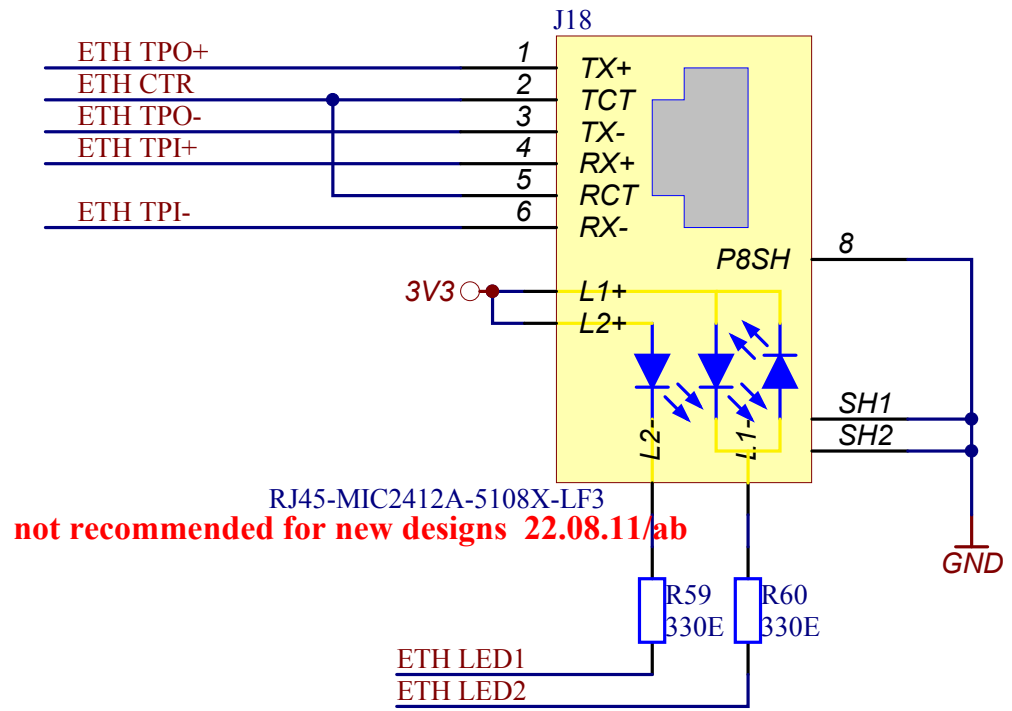 J18
ETH TPO+ 1 TX+
ETH CTR 2 TCT
ETH TPO- 3 TX-
ETH TPI+ 4 RX+
5 RCT
ETH TPI- 6 RX-
P8SH 8
3V3 L1+
L2+
SH1
SH2
L2-
L1-
RJ45-MIC2412A-5108X-LF3
not recommended for new designs 22.08.11/ab
GND
R59 R60
330E 330E
ETH LED1
ETH LED2